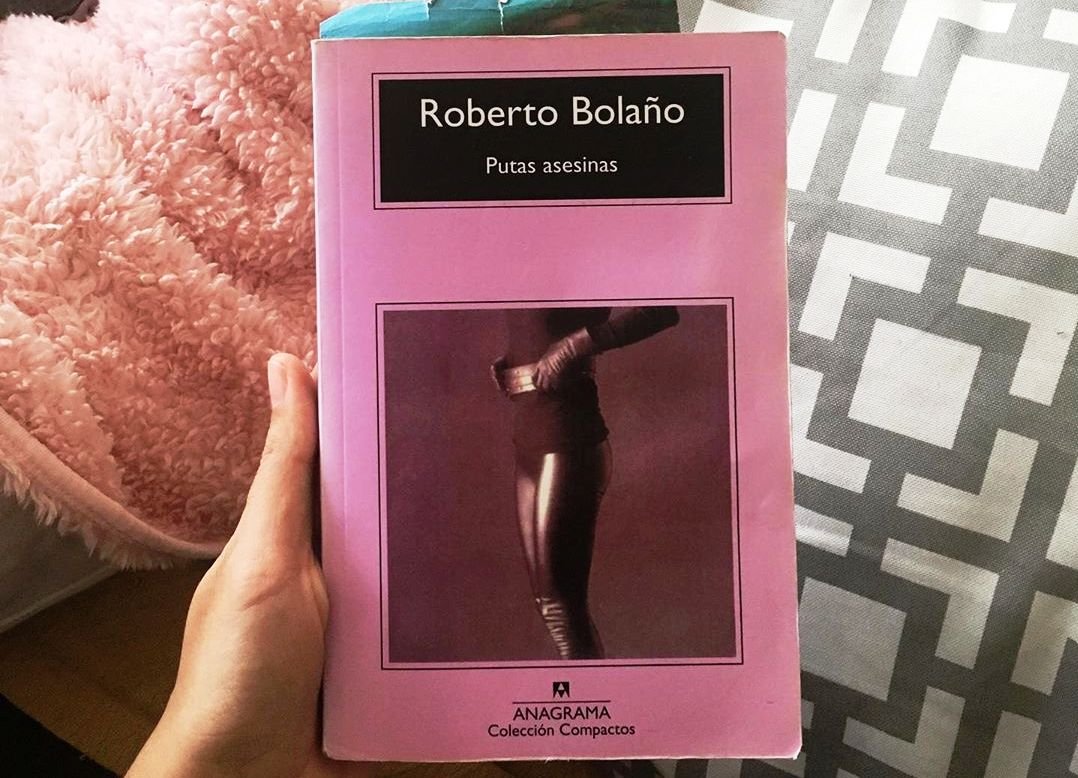 Roberto Bolaño
Putas asesinas
ANAGRAMA
Colección Compactos